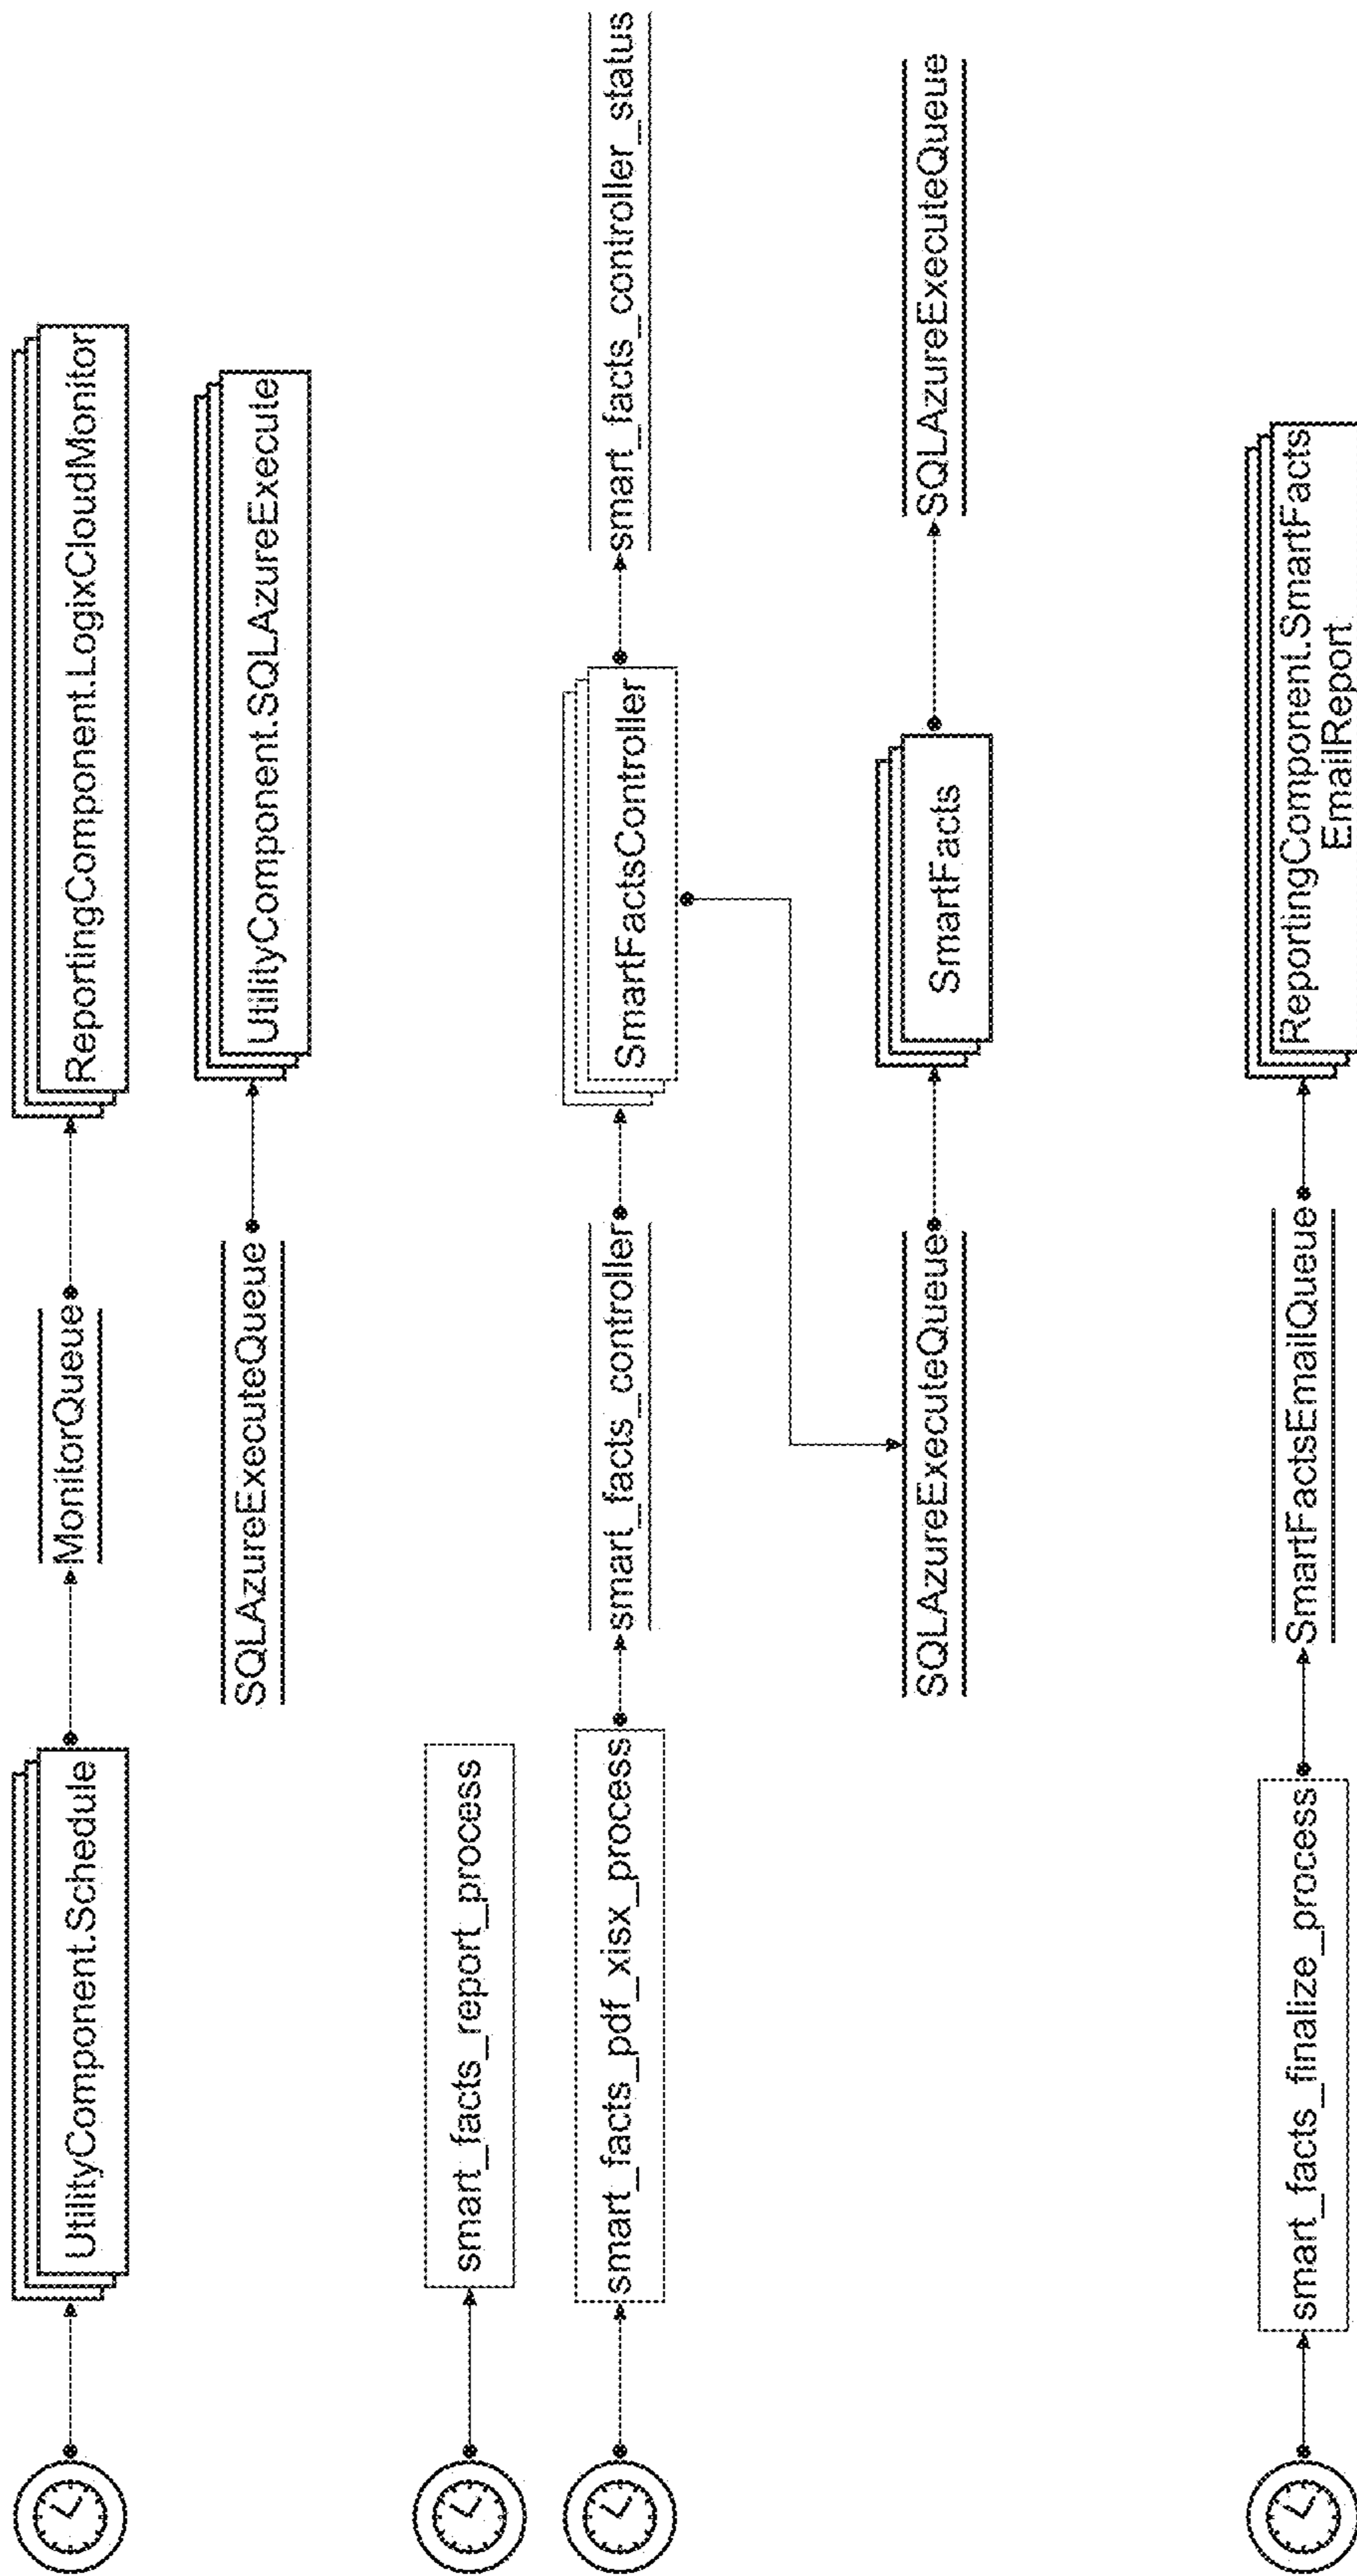 UtilityComponent.Schedule
MonitorQueue
ReportingComponent.LogixCloudMonitor
SQLAzureExecuteQueue
UtilityComponent.SQLAzureExecute
smart_facts_report_process
smart_facts_pdf_xisx_process
smart_facts_controller
SmartFactsController
smart_facts_controller_status
SQLAzureExecuteQueue
SmartFacts
SQLAzureExecuteQueue
smart_facts_finalize_process
SmartFactsEmailQueue
ReportingComponent.SmartFacts
EmailReport